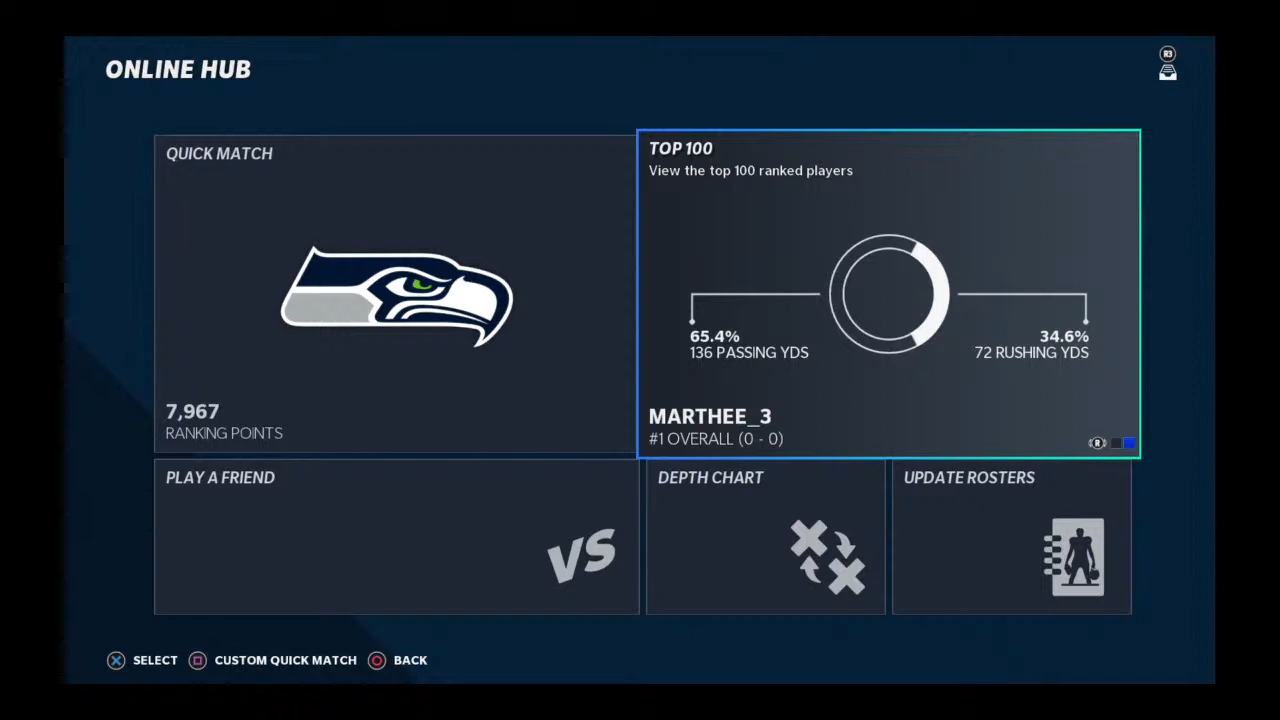 ONLINE HUB
R3
QUICK MATCH
7,967
RANKING POINTS
TOP 100
View the top 100 ranked players
65.4%
136 PASSING YDS
34.6%
72 RUSHING YDS
MARTHEE_3
#1 OVERALL (0 - 0)
R
PLAY A FRIEND
VS
DEPTH CHART
UPDATE ROSTERS
SELECT
CUSTOM QUICK MATCH
BACK